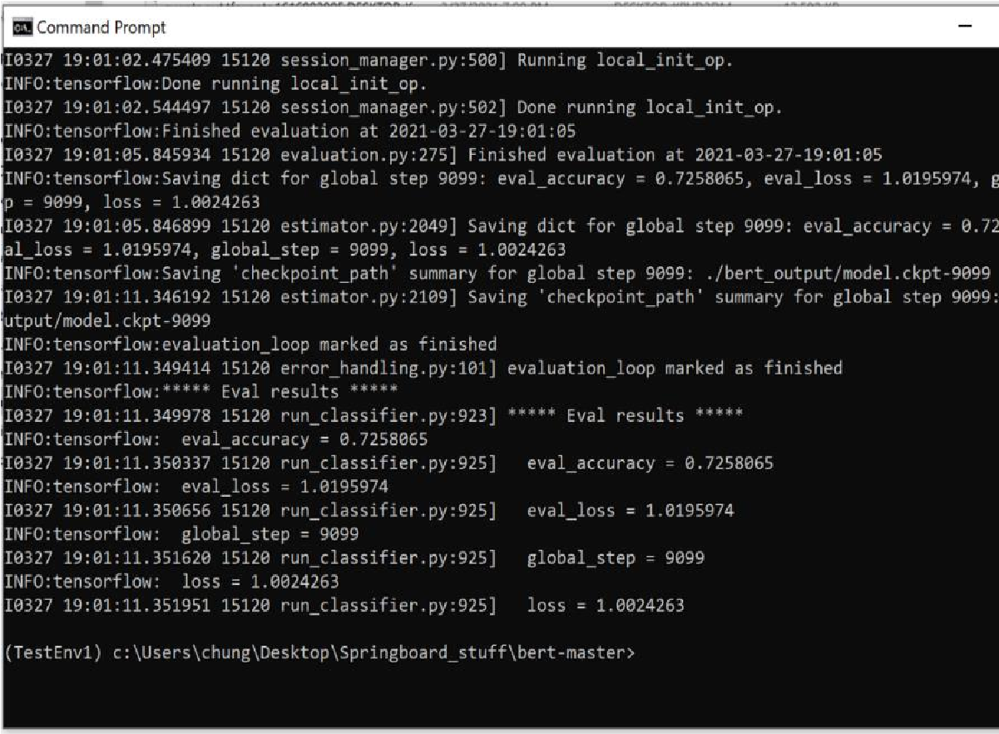 Command Prompt
I0327 19:01:02.475409 15120 session_manager.py:500] Running local_init_op.
INFO:tensorflow:Done running local_init_op.
I0327 19:01:02.544497 15120 session_manager.py:502] Done running local_init_op.
INFO:tensorflow:Finished evaluation at 2021-03-27-19:01:05
I0327 19:01:05.845934 15120 evaluation.py:275] Finished evaluation at 2021-03-27-19:01:05
INFO:tensorflow:Saving dict for global step 9099: eval_accuracy = 0.7258065, eval_loss = 1.0195974, g
p = 9099, loss = 1.0024263
I0327 19:01:05.846899 15120 estimator.py:2049] Saving dict for global step 9099: eval_accuracy = 0.72
al_loss = 1.0195974, global_step = 9099, loss = 1.0024263
INFO:tensorflow:Saving 'checkpoint_path' summary for global step 9099: ./bert_output/model.ckpt-9099
I0327 19:01:11.346192 15120 estimator.py:2109] Saving 'checkpoint_path' summary for global step 9099:
utput/model.ckpt-9099
INFO:tensorflow:evaluation_loop marked as finished
I0327 19:01:11.349414 15120 error_handling.py:101] evaluation_loop marked as finished
INFO:tensorflow:***** Eval results *****
I0327 19:01:11.349978 15120 run_classifier.py:923] ***** Eval results *****
INFO:tensorflow:  eval_accuracy = 0.7258065
I0327 19:01:11.350337 15120 run_classifier.py:925]   eval_accuracy = 0.7258065
INFO:tensorflow:  eval_loss = 1.0195974
I0327 19:01:11.350656 15120 run_classifier.py:925]   eval_loss = 1.0195974
INFO:tensorflow:  global_step = 9099
I0327 19:01:11.351620 15120 run_classifier.py:925]   global_step = 9099
INFO:tensorflow:  loss = 1.0024263
I0327 19:01:11.351951 15120 run_classifier.py:925]   loss = 1.0024263
(TestEnv1) c:\Users\chung\Desktop\Springboard_stuff\bert-master>